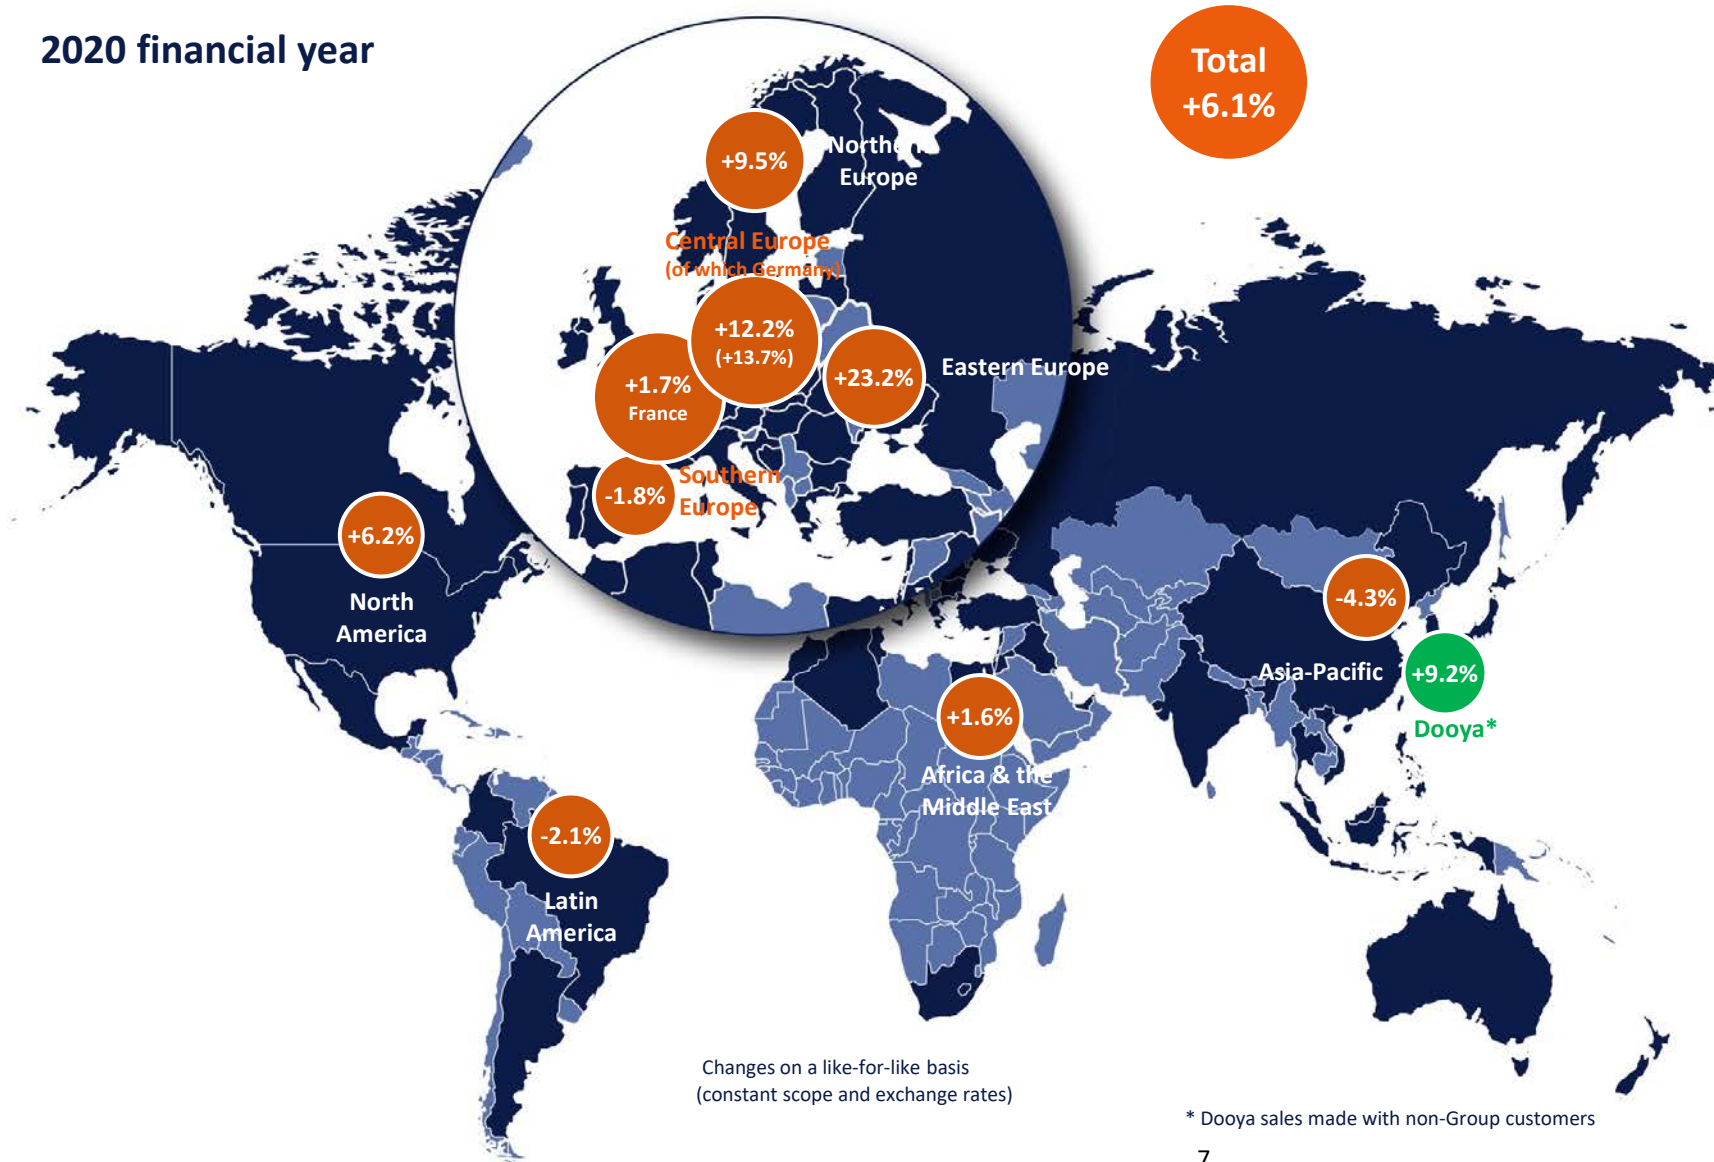 2020 financial year
Total
+6.1%
+9.5%
Northern
Europe
Central Europe
(of which Germany)
+12.2%
(+13.7%)
+1.7%
France
+23.2%
Eastern Europe
-1.8%
Southern
Europe
+6.2%
North
America
-4.3%
Asia-Pacific
+9.2%
Dooya*
+1.6%
Africa & the
Middle East
-2.1%
Latin
America
Changes on a like-for-like basis
(constant scope and exchange rates)
* Dooya sales made with non-Group customers
7